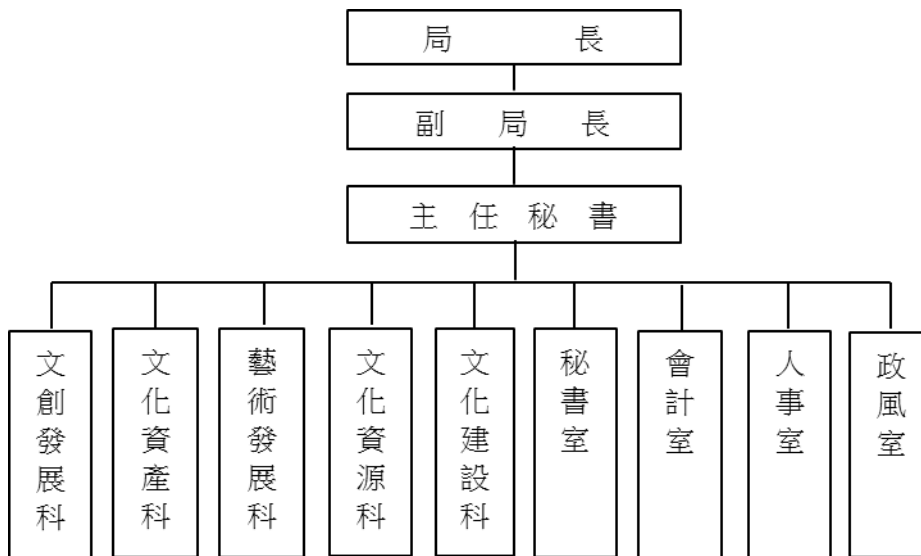 局長
副局長
主任秘書
文創發展科
文化資產科
藝術發展科
文化資源科
文化建設科
秘書室
會計室
人事室
政風室